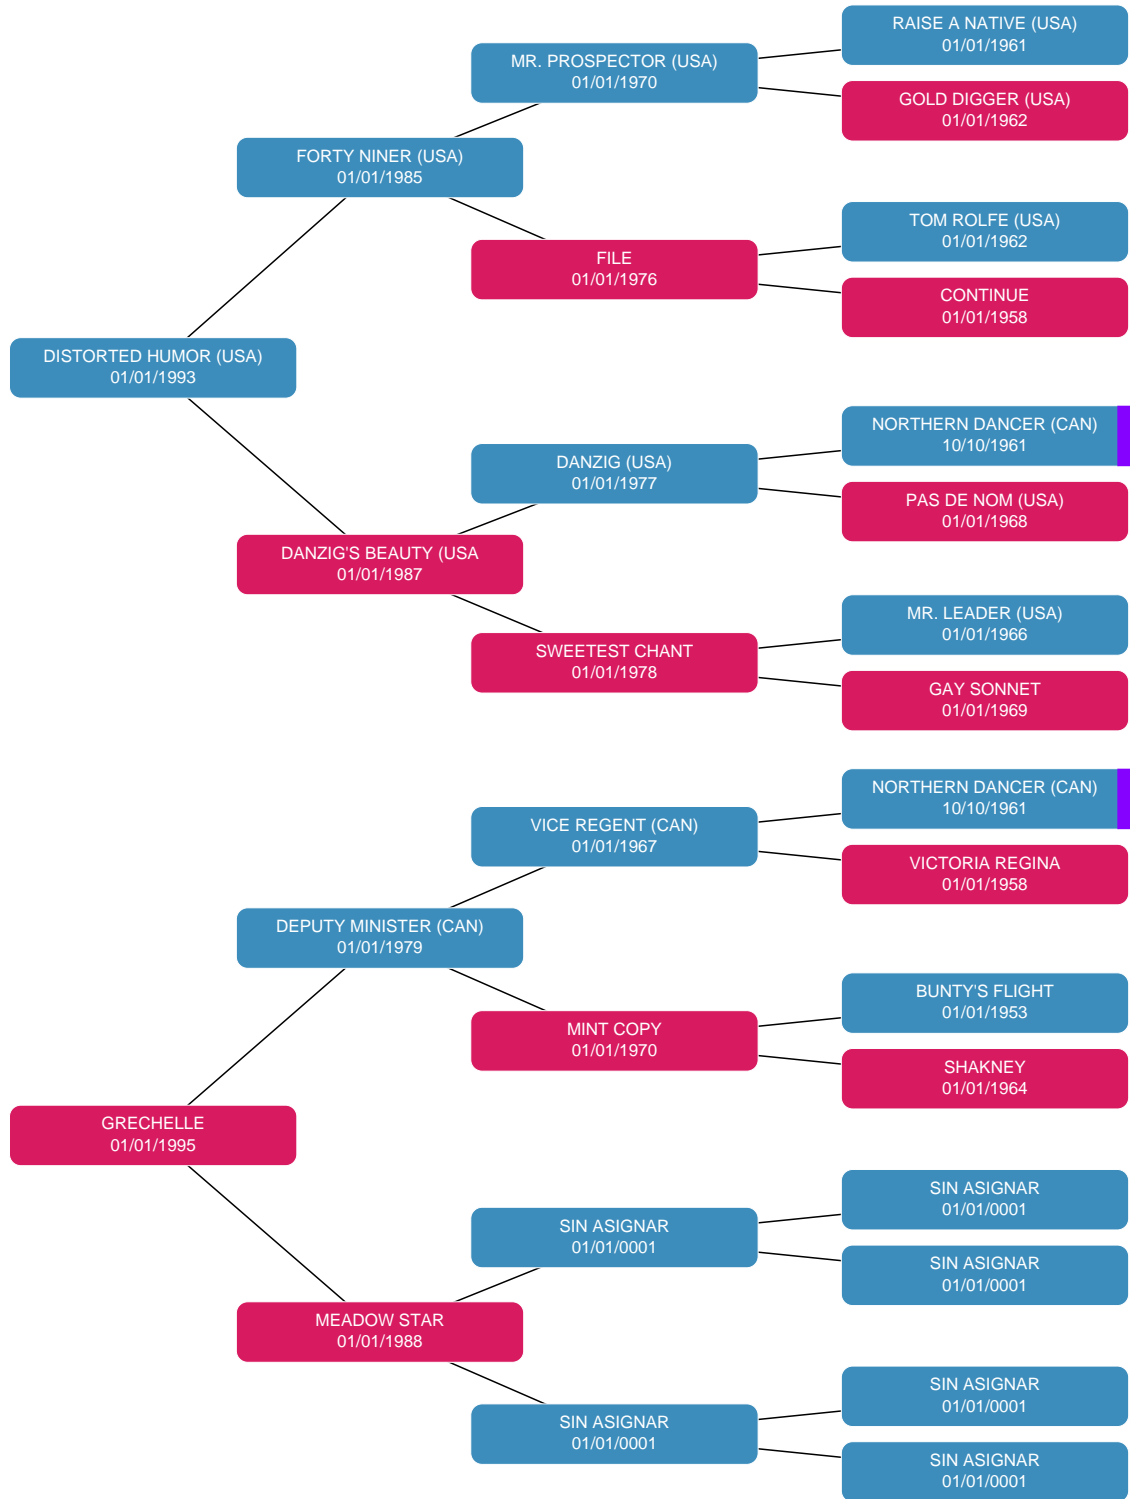 RAISE A NATIVE (USA)
01/01/1961
MR. PROSPECTOR (USA)
01/01/1970
GOLD DIGGER (USA)
01/01/1962
FORTY NINER (USA)
01/01/1985
TOM ROLFE (USA)
01/01/1962
FILE
01/01/1976
CONTINUE
01/01/1958
DISTORTED HUMOR (USA)
01/01/1993
NORTHERN DANCER (CAN)
10/10/1961
DANZIG (USA)
01/01/1977
PAS DE NOM (USA)
01/01/1968
DANZIG'S BEAUTY (USA
01/01/1987
MR. LEADER (USA)
01/01/1966
SWEETEST CHANT
01/01/1978
GAY SONNET
01/01/1969
NORTHERN DANCER (CAN)
10/10/1961
VICE REGENT (CAN)
01/01/1967
VICTORIA REGINA
01/01/1958
DEPUTY MINISTER (CAN)
01/01/1979
BUNTY'S FLIGHT
01/01/1953
MINT COPY
01/01/1970
SHAKNEY
01/01/1964
GRECHELLE
01/01/1995
SIN ASIGNAR
01/01/0001
SIN ASIGNAR
01/01/0001
SIN ASIGNAR
01/01/0001
MEADOW STAR
01/01/1988
SIN ASIGNAR
01/01/0001
SIN ASIGNAR
01/01/0001
SIN ASIGNAR
01/01/0001